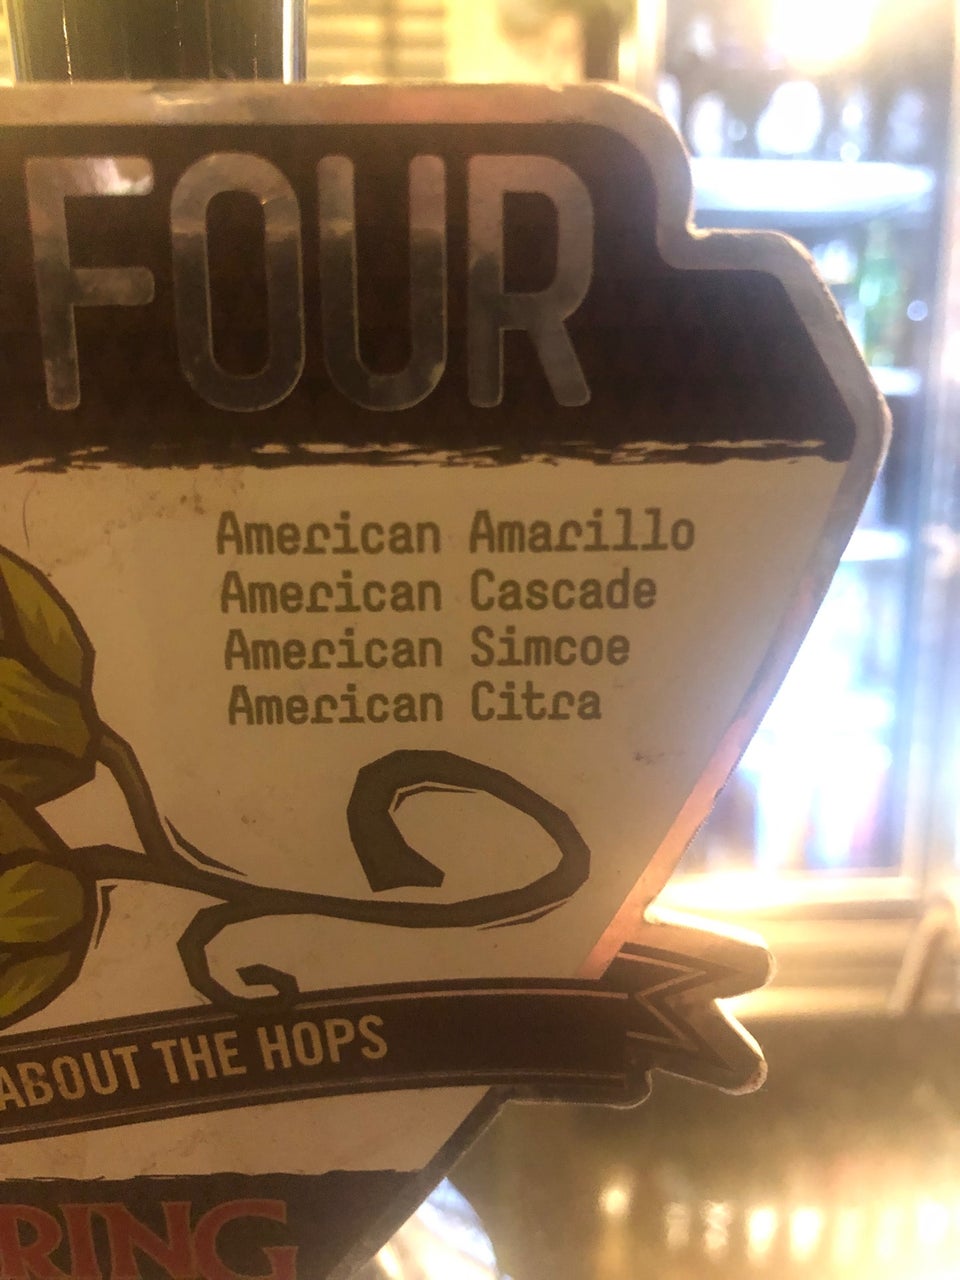 FOUR
American Amarillo
American Cascade
American Simcoe
American Citra
ABOUT THE HOPS
RING